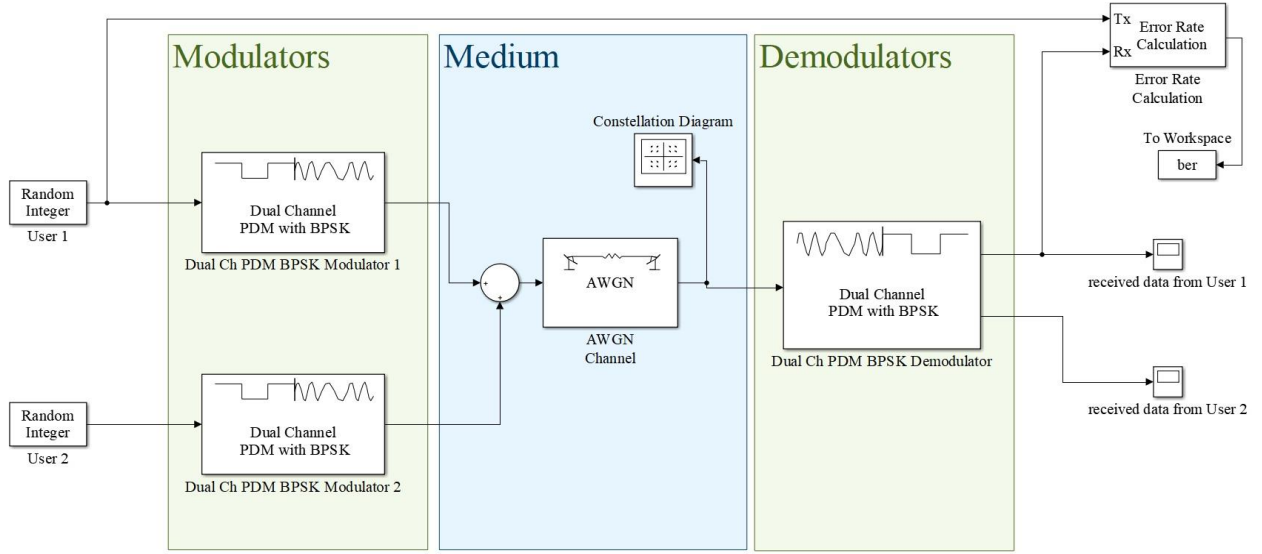 Modulators
Medium
Demodulators
Tx
Rx
Error Rate
Calculation
Error Rate
Calculation
To Workspace
ber
Constellation Diagram
Random
Integer
User 1
Dual Channel
PDM with BPSK
Dual Ch PDM BPSK Modulator 1
+
+
AWGN
AWGN
Channel
Dual Channel
PDM with BPSK
Dual Ch PDM BPSK Demodulator
received data from User 1
received data from User 2
Random
Integer
User 2
Dual Channel
PDM with BPSK
Dual Ch PDM BPSK Modulator 2